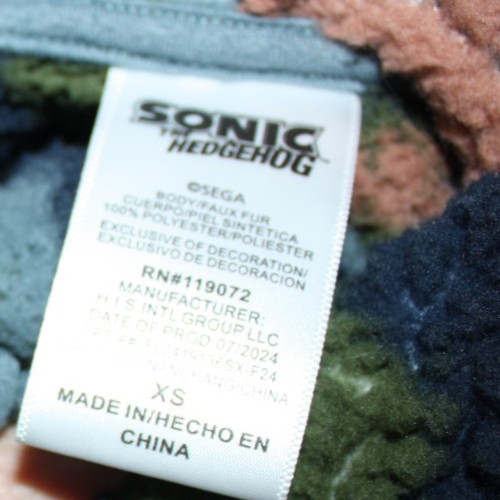 SONIC
THE
HEDGEHOG
©SEGA
BODY/FAUX FUR
CUERPO/PIEL SINTETICA
100% POLYESTER/POLIESTER
EXCLUSIVE OF DECORATION/
EXCLUSIVO DE DECORACION
RN#119072
MANUFACTURER:
H.I.S INTL GROUP LLC
DATE OF PROD 07/2024
CHINA
XS
MADE IN/HECHO EN
CHINA